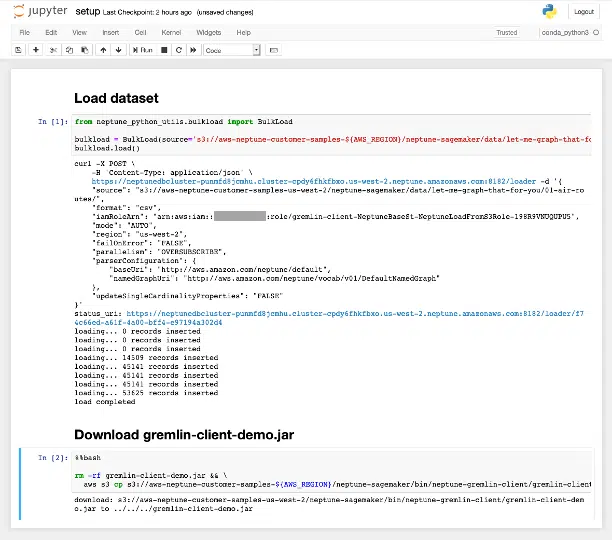 jupyter setup Last Checkpoint: 2 hours ago (unsaved changes) Logout
File Edit View Insert Cell Kernel Widgets Help Trusted conda_python3
Run Code
Load dataset
In [1]: from neptune_python_utils.bulkload import BulkLoad
bulkload = BulkLoad(source='s3://aws-neptune-customer-samples-${AWS_REGION}/neptune-sagemaker/data/let-me-graph-that-fo
bulkload.load()
curl -X POST \
-H 'Content-Type: application/json' \
https://neptunedbcluster-punmfd8jcmhu.cluster-cpdy6fhkfbxo.us-west-2.neptune.amazonaws.com:8182/loader -d '{
"source": "s3://aws-neptune-customer-samples-us-west-2/neptune-sagemaker/data/let-me-graph-that-for-you/01-air-ro
utes/",
"format": "csv",
"iamRoleArn": "arn:aws:iam:: :role/gremlin-client-NeptuneBaseSt-NeptuneLoadFromS3Role-198R9VNUQUPU5",
"mode": "AUTO",
"region": "us-west-2",
"failOnError": "FALSE",
"parallelism": "OVERSUBSCRIBE",
"parserConfiguration": {
"baseUri": "http://aws.amazon.com/neptune/default",
"namedGraphUri": "http://aws.amazon.com/neptune/vocab/v01/DefaultNamedGraph"
},
"updateSingleCardinalityProperties": "FALSE"
}'
status_uri: https://neptunedbcluster-punmfd8jcmhu.cluster-cpdy6fhkfbxo.us-west-2.neptune.amazonaws.com:8182/loader/f7
4c66ed-a61f-4a00-bff4-e97194a302d4
loading... 0 records inserted
loading... 0 records inserted
loading... 0 records inserted
loading... 14509 records inserted
loading... 45141 records inserted
loading... 45141 records inserted
loading... 45141 records inserted
loading... 53625 records inserted
load completed
Download gremlin-client-demo.jar
In [2]: %%bash
rm -rf gremlin-client-demo.jar && \
aws s3 cp s3://aws-neptune-customer-samples-${AWS_REGION}/neptune-sagemaker/bin/neptune-gremlin-client/gremlin-client
download: s3://aws-neptune-customer-samples-us-west-2/neptune-sagemaker/bin/neptune-gremlin-client/gremlin-client-dem
o.jar to ../../../gremlin-client-demo.jar